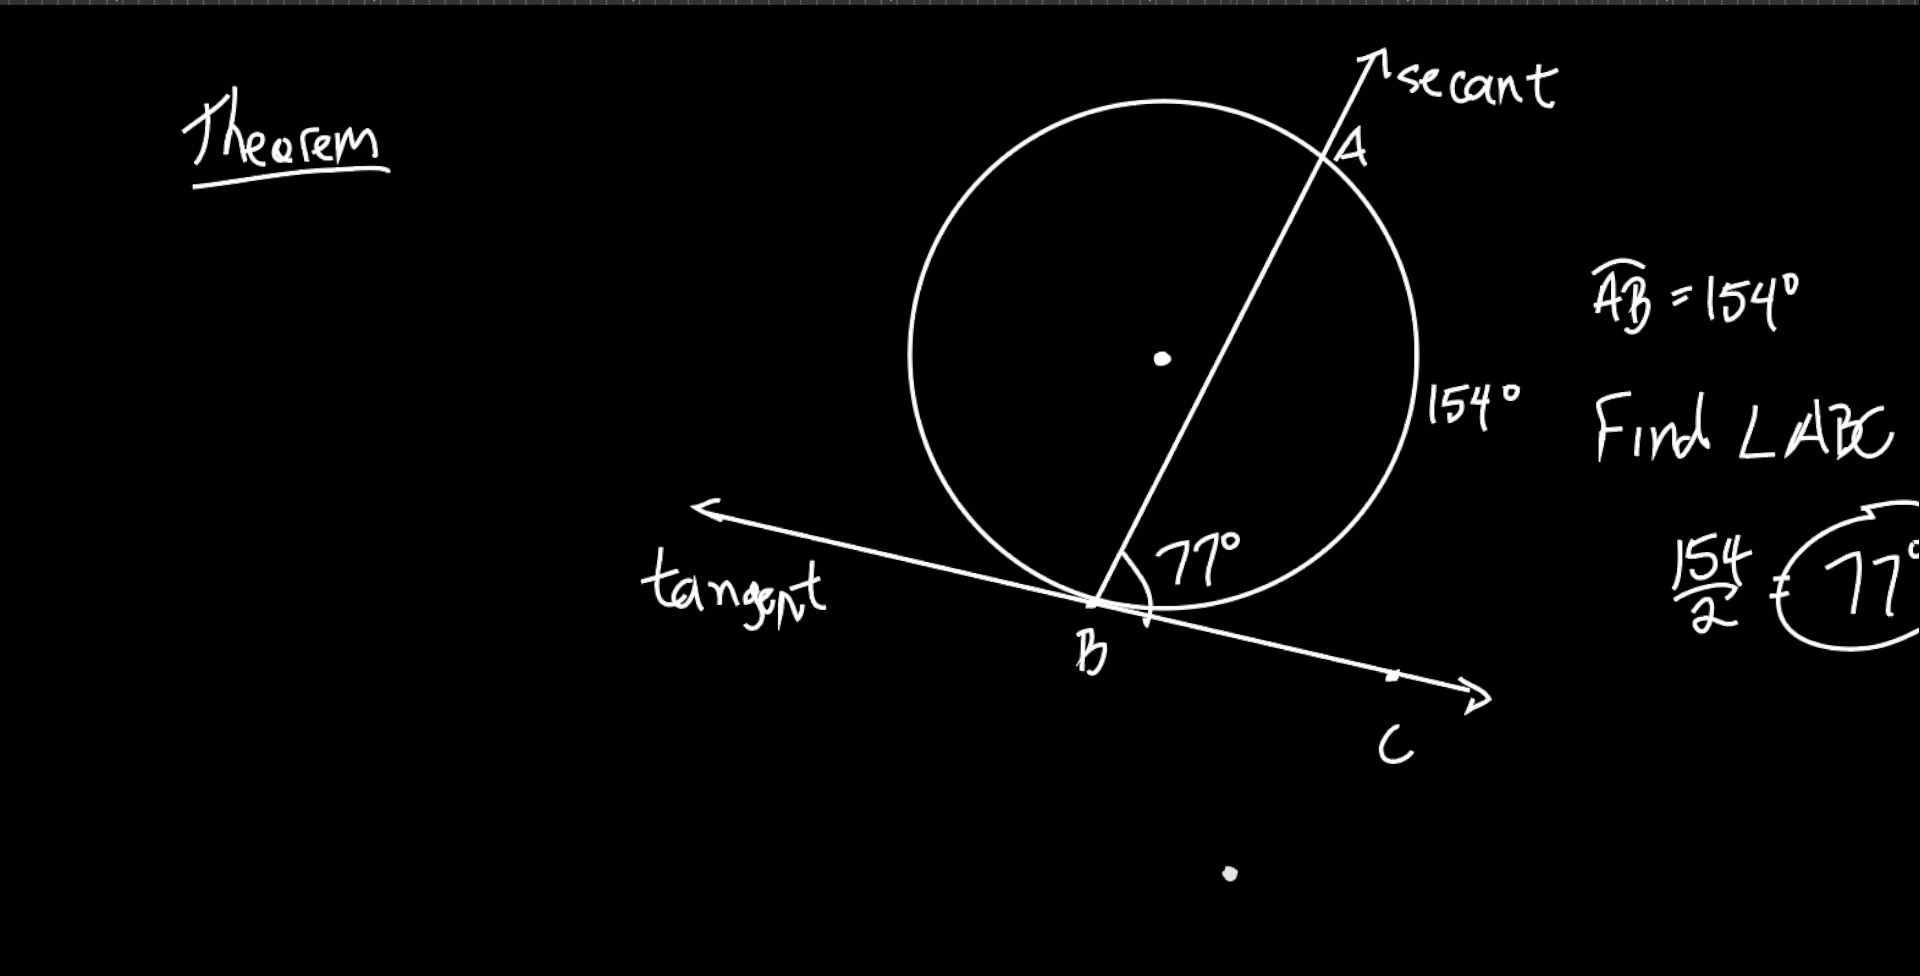 Theorem
secant
A
AB = 154°
154°
Find ∠ABC
77°
154/2 = 77°
tangent
B
C